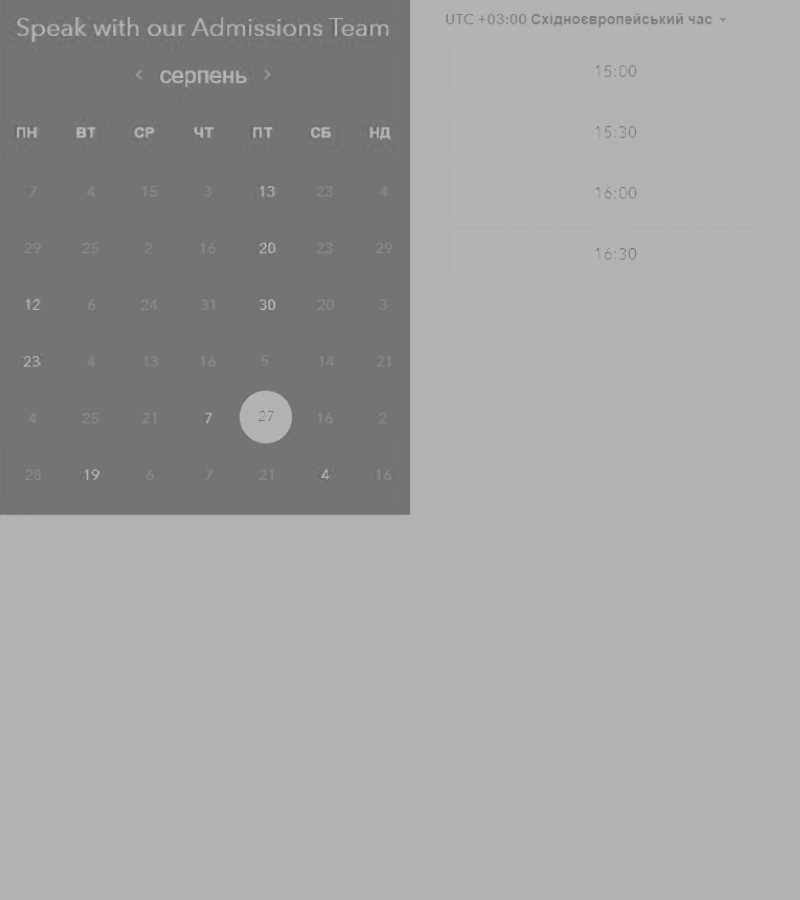 Speak with our Admissions Team
серпень
ПН ВТ СР ЧТ ПТ СБ НД
7 4 15 3 13 23 4
29 25 2 16 20 23 29
12 6 24 31 30 20 3
23 4 13 16 5 14 21
4 25 21 7 27 16 2
28 19 6 7 21 4 16
UTC +03:00 Східноєвропейський час
15:00
15:30
16:00
16:30